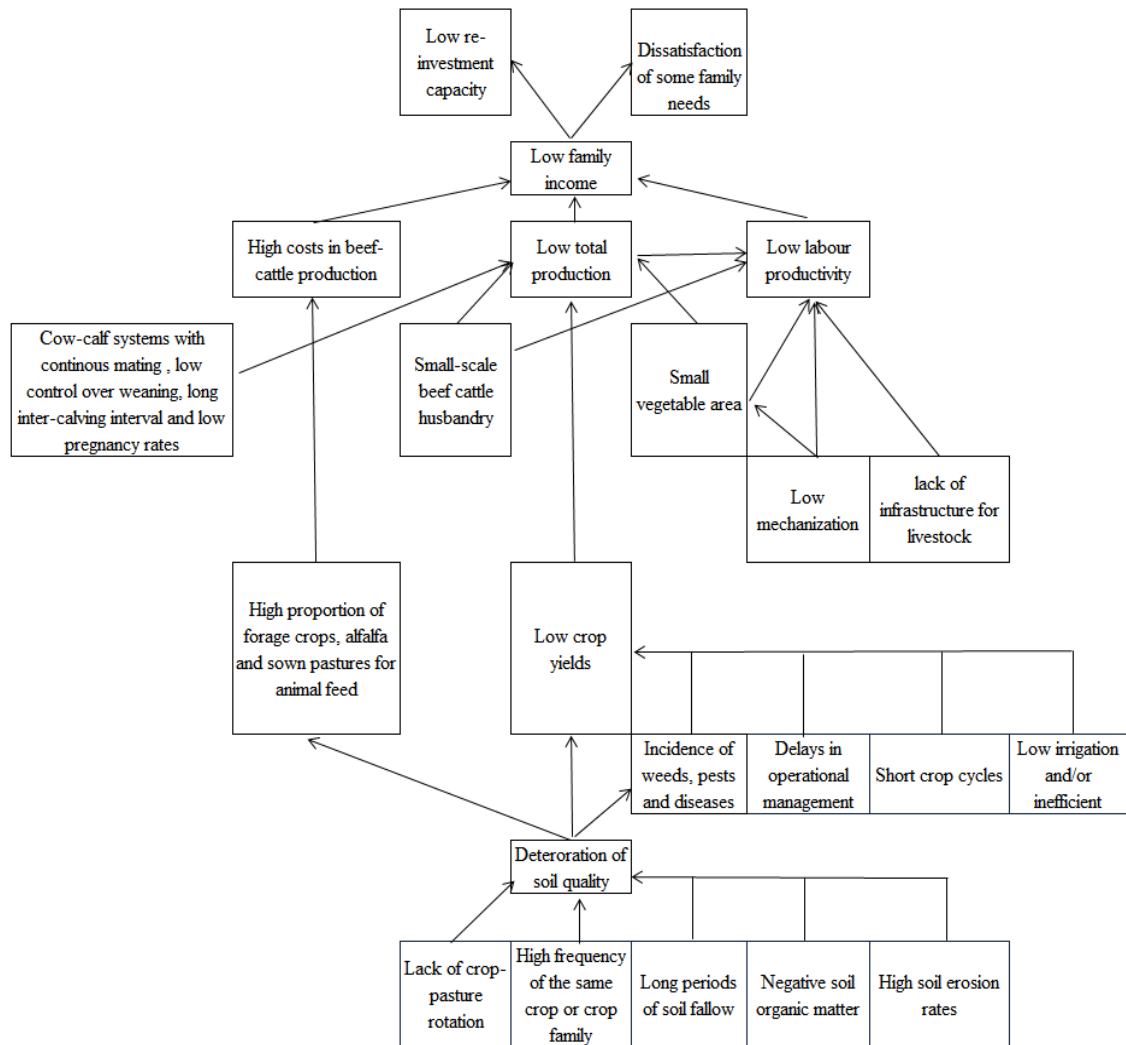 Low re-
investment
capacity
Dissatisfaction
of some family
needs
Low family
income
High costs in beef-
cattle production
Low total
production
Low labour
productivity
Cow-calf systems with
continous mating , low
control over weaning, long
inter-calving interval and low
pregnancy rates
Small-scale
beef cattle
husbandry
Small
vegetable area
Low
mechanization
lack of
infrastructure for
livestock
High proportion of
forage crops, alfalfa
and sown pastures for
animal feed
Low crop
yields
Incidence of
weeds, pests
and diseases
Delays in
operational
management
Short crop cycles
Low irrigation
and/or
inefficient
Deteroration of
soil quality
Lack of crop-
pasture
rotation
High frequency
of the same
crop or crop
family
Long periods
of soil fallow
Negative soil
organic matter
High soil erosion
rates